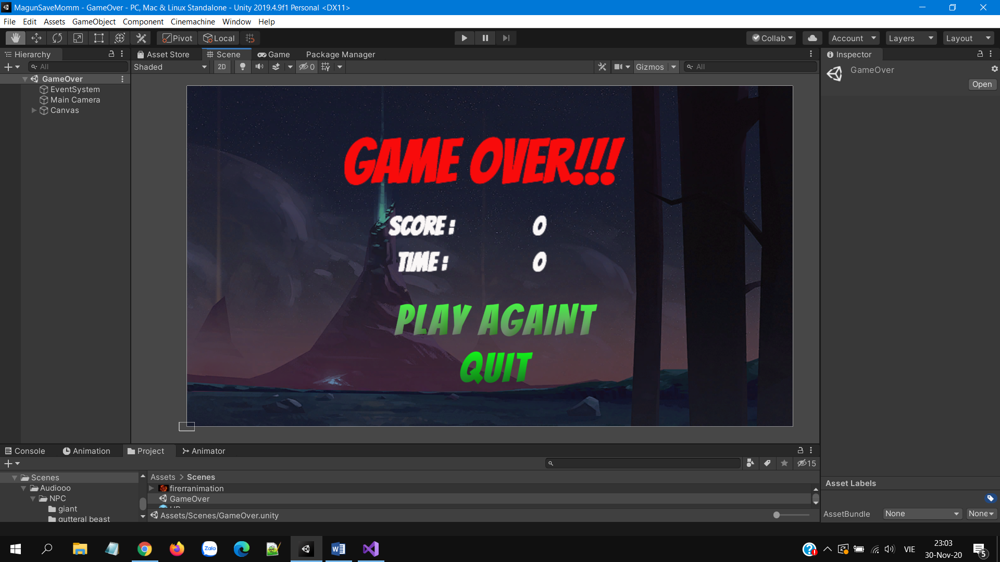 MagunSaveMomm - GameOver - PC, Mac & Linux Standalone - Unity 2019.4.9f1 Personal <DX11>
File Edit Assets GameObject Component Cinemachine Window Help
Pivot Local Collab Account Layers Layout
Hierarchy Asset Store Scene Game Package Manager Inspector
All Shaded 2D 0 Gizmos All GameOver
Open
GameOver
EventSystem
Main Camera
Canvas
GAME OVER!!!
SCORE : 0
TIME : 0
PLAY AGAINT
QUIT
Console Animation Project Animator
15
Scenes Assets > Scenes
Audiooo firerranimation
NPC GameOver
giant
gutteral beast Assets/Scenes/GameOver.unity
Asset Labels
AssetBundle None None
Zalo
VIE
23:03
30-Nov-20
5